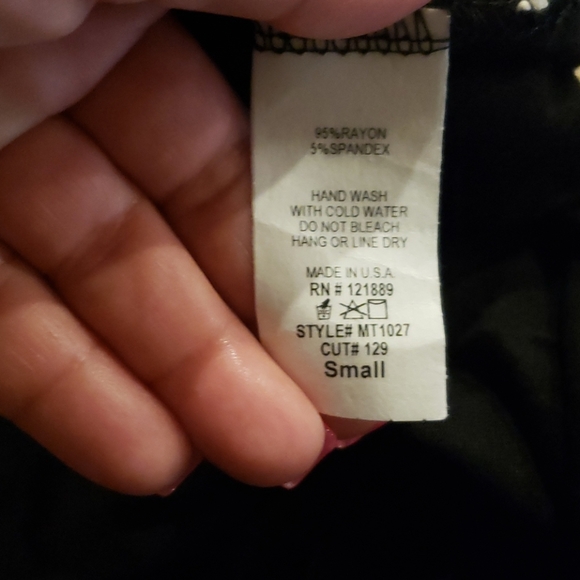 95%RAYON
5%SPANDEX
HAND WASH
WITH COLD WATER
DO NOT BLEACH
HANG OR LINE DRY
MADE IN U.S.A.
RN # 121889
STYLE# MT1027
CUT# 129
Small